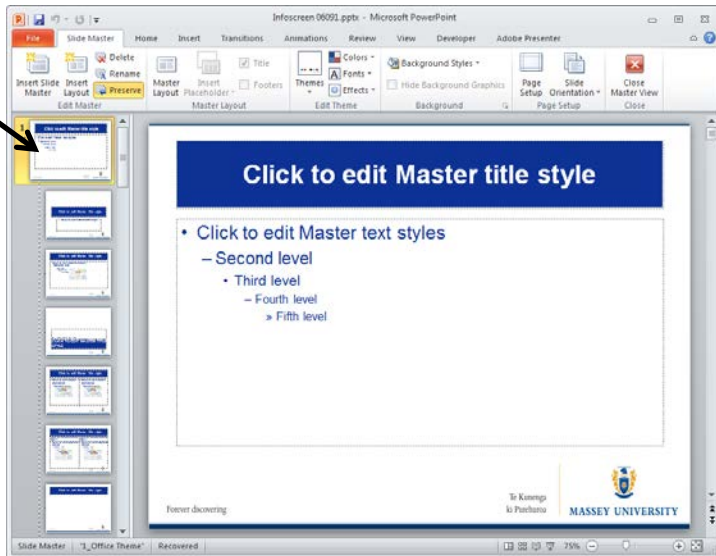 Infoscreen 06091.pptx - Microsoft PowerPoint
File Slide Master Home Insert Transitions Animations Review View Developer Adobe Presenter
Insert Slide Master
Insert Layout
Delete
Rename
Preserve
Edit Master
Master Layout
Insert Placeholder
Title
Footers
Master Layout
Themes
Colors
Fonts
Effects
Edit Theme
Background Styles
Hide Background Graphics
Background
Page Setup
Slide Orientation
Page Setup
Close Master View
Close
1
Click to edit Master title style
• Click to edit Master text styles
– Second level
• Third level
– Fourth level
» Fifth level
Forever discovering
Te Kunenga
ki Pūrehuroa
MASSEY UNIVERSITY
Slide Master "1_Office Theme" Recovered 75%